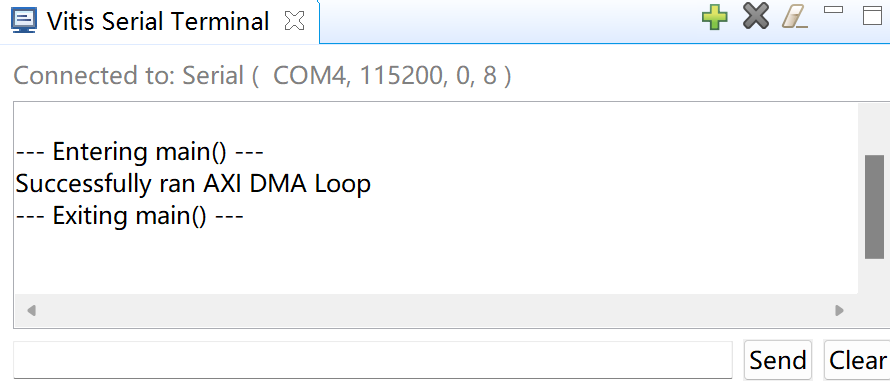 Vitis Serial Terminal
Connected to: Serial ( COM4, 115200, 0, 8 )
--- Entering main() ---
Successfully ran AXI DMA Loop
--- Exiting main() ---
Send Clear